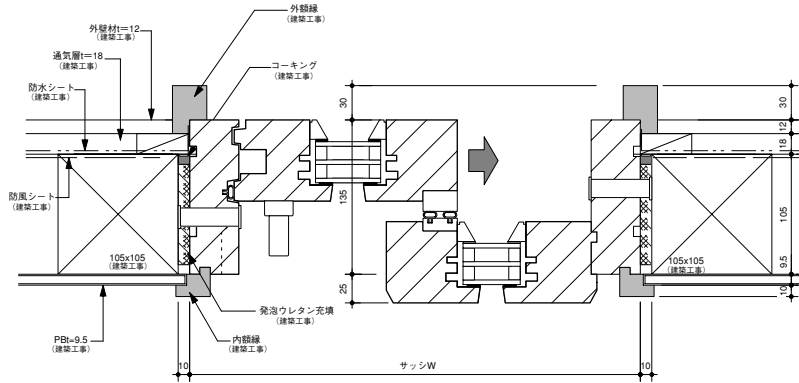 外額縁
(建築工事)
外壁材t=12
(建築工事)
通気層t=18
(建築工事)
コーキング
(建築工事)
防水シート
(建築工事)
防風シート
(建築工事)
105x105
(建築工事)
発泡ウレタン充填
(建築工事)
PBt=9.5
(建築工事)
内額縁
(建築工事)
105x105
(建築工事)
30
135
25
30
12
18
105
9.5
10
10
サッシW
10